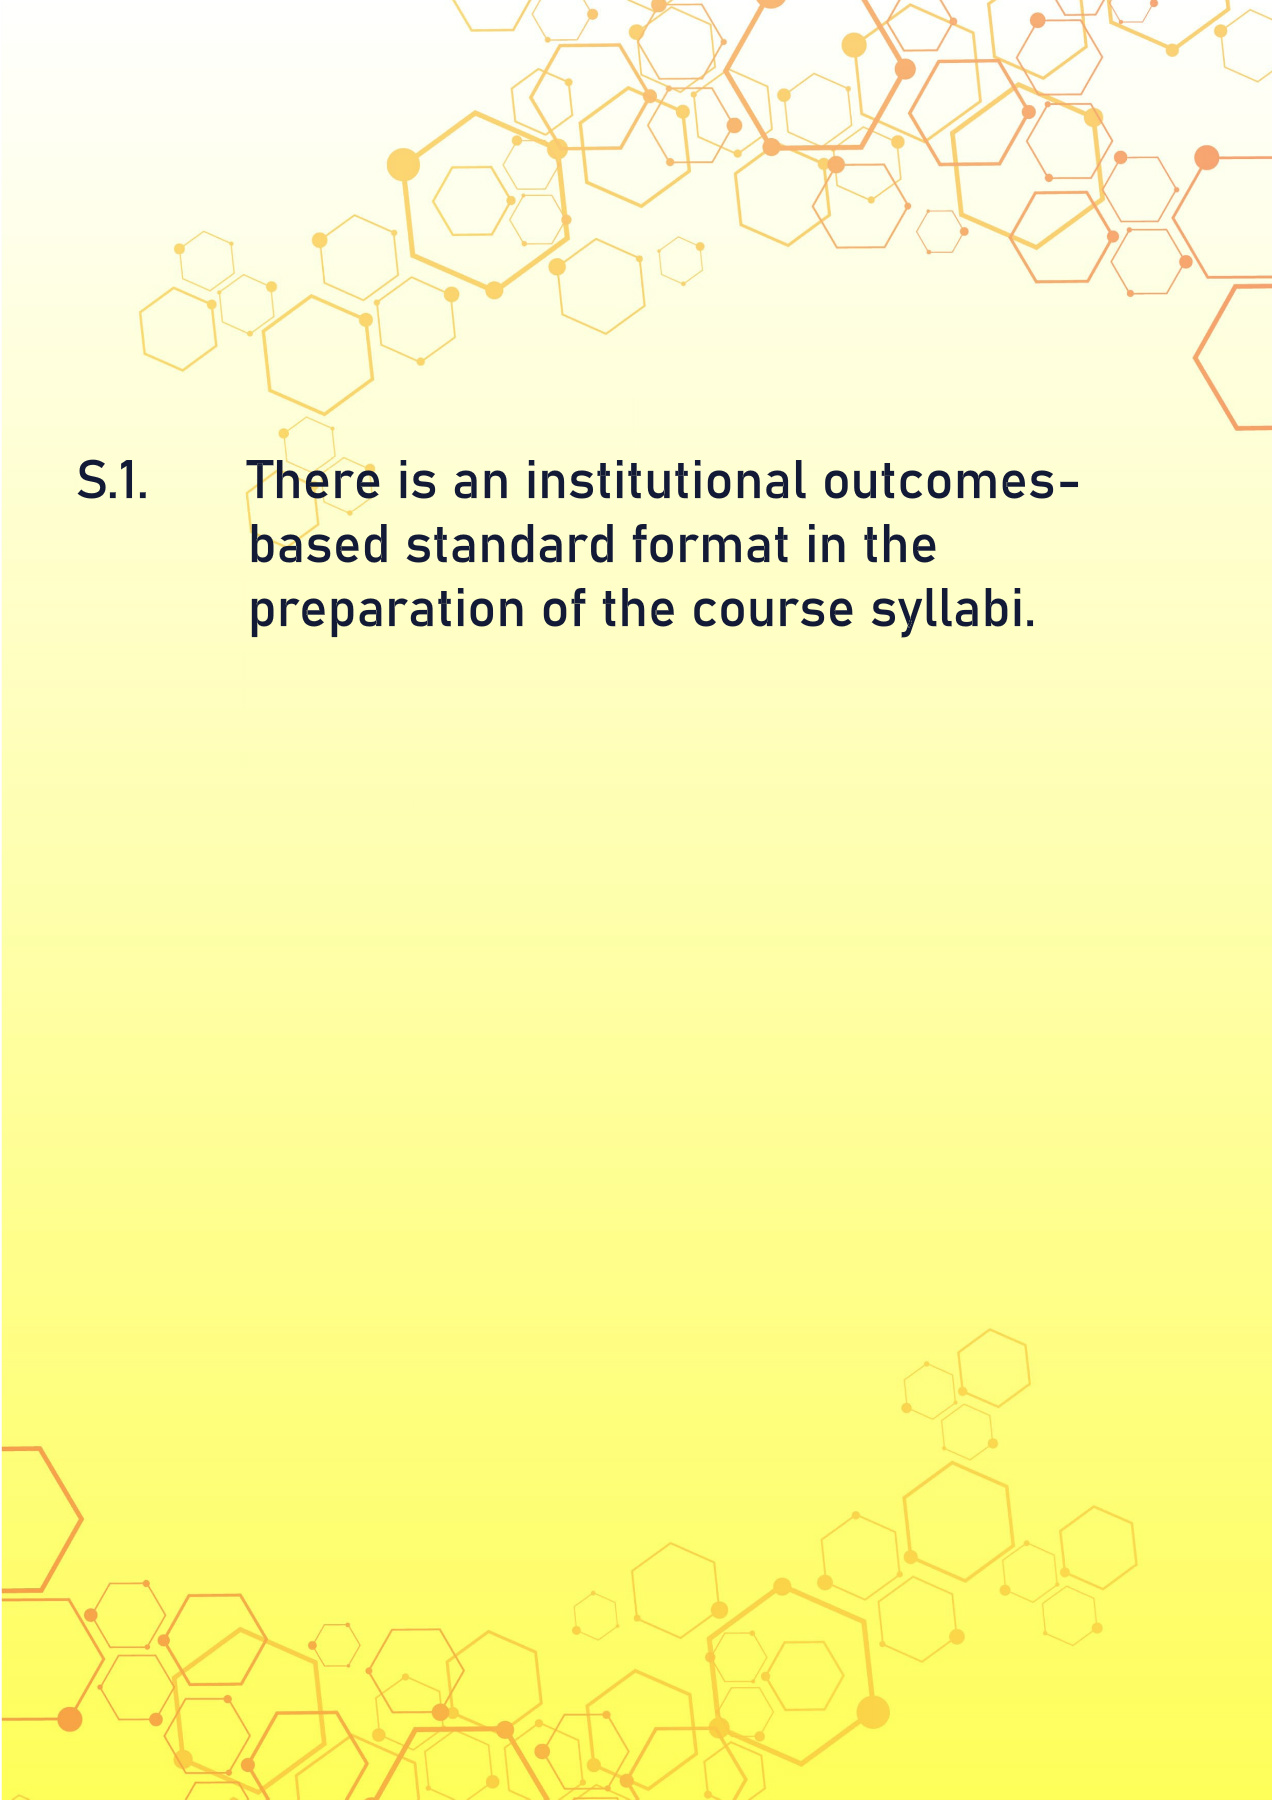 S.1. There is an institutional outcomes-
based standard format in the
preparation of the course syllabi.